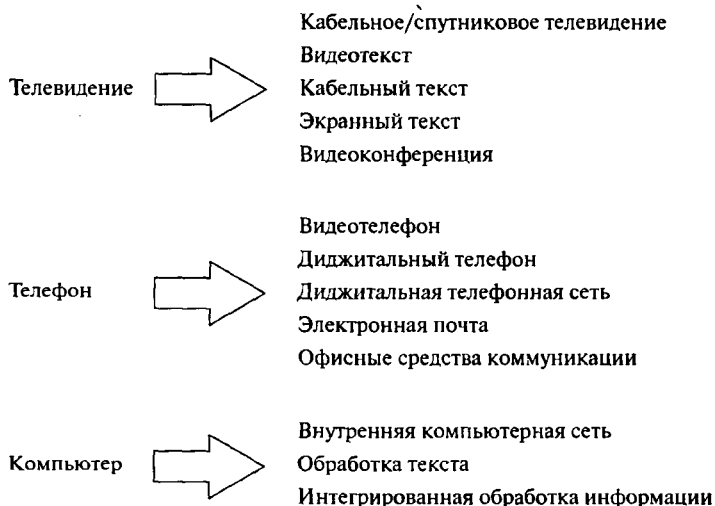 Кабельное/спутниковое телевидение
Видеотекст
Телевидение
Кабельный текст
Экранный текст
Видеоконференция
Видеотелефон
Диджитальный телефон
Телефон
Диджитальная телефонная сеть
Электронная почта
Офисные средства коммуникации
Внутренняя компьютерная сеть
Компьютер
Обработка текста
Интегрированная обработка информации